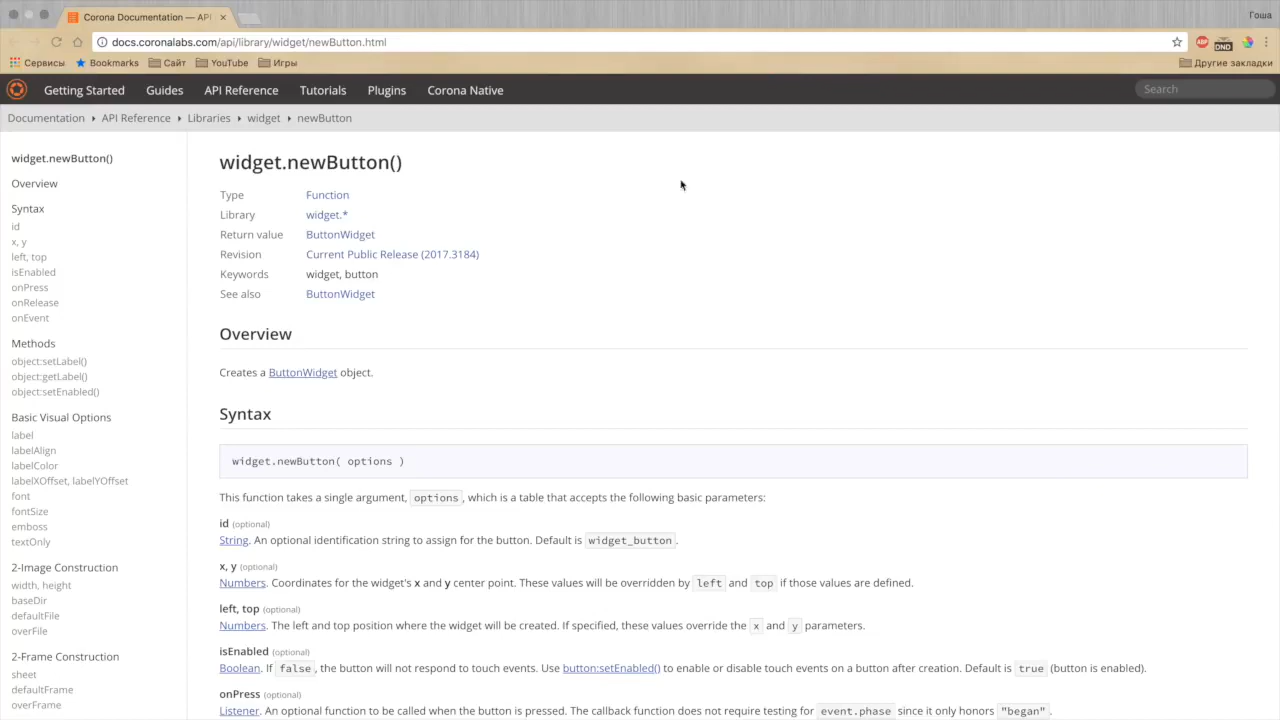 Corona Documentation — API
Гоша
docs.coronalabs.com/api/library/widget/newButton.html
ABP
DND
Сервисы Bookmarks Сайт YouTube Игры Другие закладки
Getting Started Guides API Reference Tutorials Plugins Corona Native Search
Documentation API Reference Libraries widget newButton
widget.newButton()
Overview
Syntax
id
x, y
left, top
isEnabled
onPress
onRelease
onEvent
Methods
object:setLabel()
object:getLabel()
object:setEnabled()
Basic Visual Options
label
labelAlign
labelColor
labelXOffset, labelYOffset
font
fontSize
emboss
textOnly
2-Image Construction
width, height
baseDir
defaultFile
overFile
2-Frame Construction
sheet
defaultFrame
overFrame
widget.newButton()
Type Function
Library widget.*
Return value ButtonWidget
Revision Current Public Release (2017.3184)
Keywords widget, button
See also ButtonWidget
Overview
Creates a ButtonWidget object.
Syntax
widget.newButton( options )
This function takes a single argument, options, which is a table that accepts the following basic parameters:
id (optional)
String. An optional identification string to assign for the button. Default is widget_button.
x, y (optional)
Numbers. Coordinates for the widget's x and y center point. These values will be overridden by left and top if those values are defined.
left, top (optional)
Numbers. The left and top position where the widget will be created. If specified, these values override the x and y parameters.
isEnabled (optional)
Boolean. If false, the button will not respond to touch events. Use button:setEnabled() to enable or disable touch events on a button after creation. Default is true (button is enabled).
onPress (optional)
Listener. An optional function to be called when the button is pressed. The callback function does not require testing for event.phase since it only honors "began".